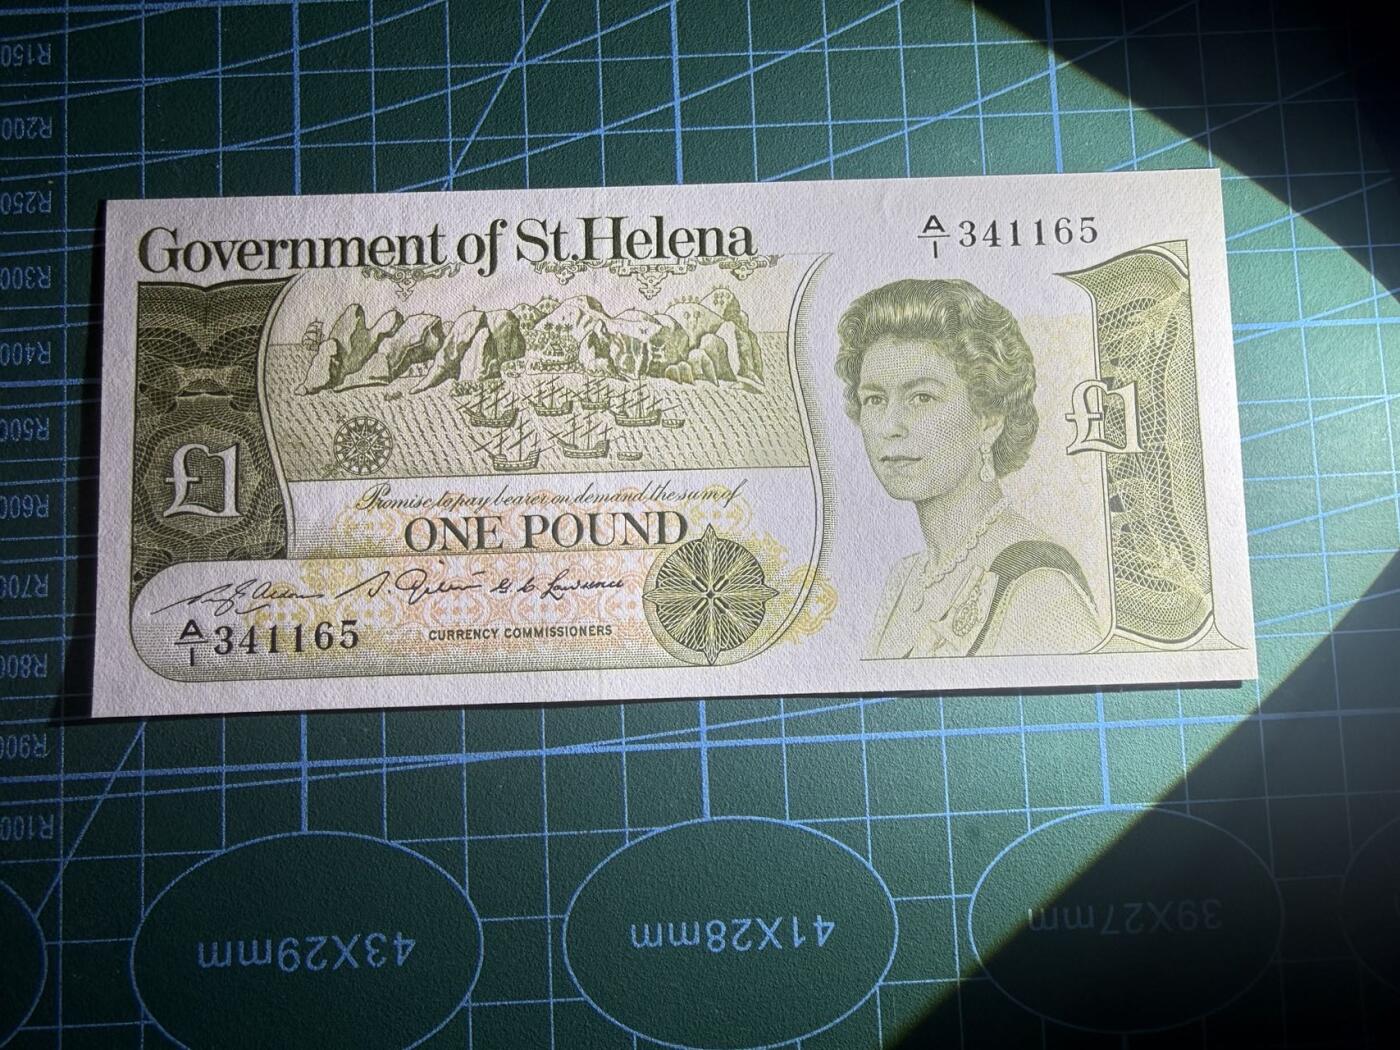 Government of St.Helena
A/1 341165
£1
£1
Promise to pay bearer on demand the sum of
ONE POUND
A/1 341165
CURRENCY COMMISSIONERS
R150
R200
R250
R300
R400
R500
R600
R700
R800
R900
R100
43X29mm
41X28mm
39X27mm